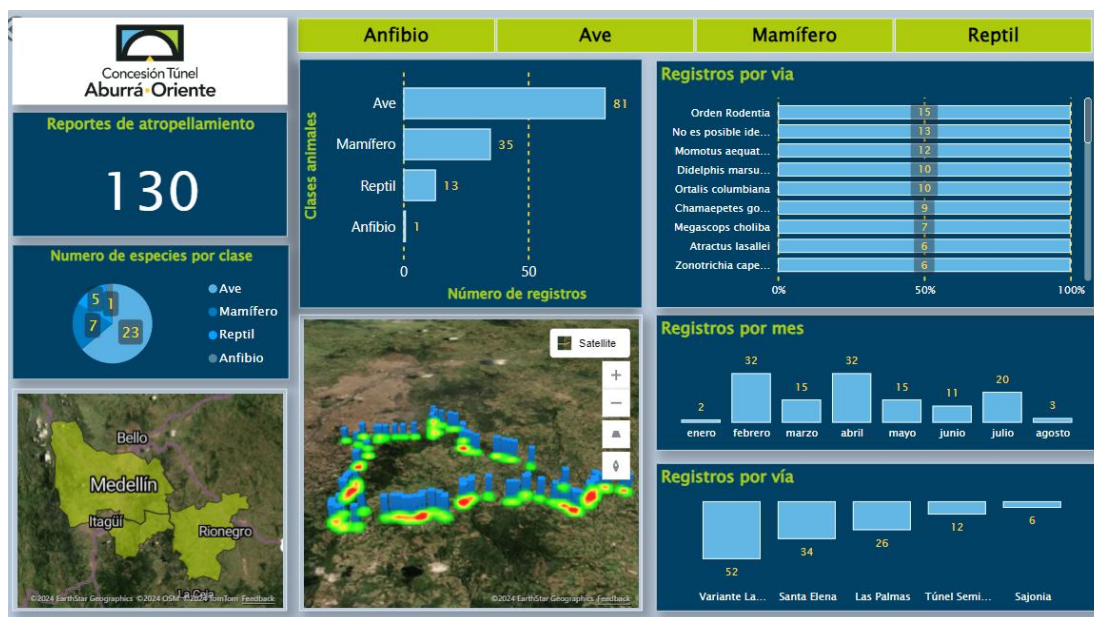 Concesión Túnel
Aburrá Oriente
Anfibio
Ave
Mamífero
Reptil
Reportes de atropellamiento
130
Numero de especies por clase
5
1
7
23
Ave
Mamífero
Reptil
Anfibio
Bello
Medellín
Itagüí
Rionegro
La Ceja
©2024 EarthStar Geographics ©2024 OSM ©2024 TomTom Feedback
Clases animales
Ave
81
Mamífero
35
Reptil
13
Anfibio
1
0
50
Número de registros
Satellite
©2024 EarthStar Geographics Feedback
Registros por via
Orden Rodentia
15
No es posible ide...
13
Momotus aequat...
12
Didelphis marsu...
10
Ortalis columbiana
10
Chamaepetes go...
9
Megascops choliba
7
Atractus lasallei
6
Zonotrichia cape...
6
0%
50%
100%
Registros por mes
2
32
15
32
15
11
20
3
enero
febrero
marzo
abril
mayo
junio
julio
agosto
Registros por vía
52
34
26
12
6
Variante La...
Santa Elena
Las Palmas
Túnel Semi...
Sajonia